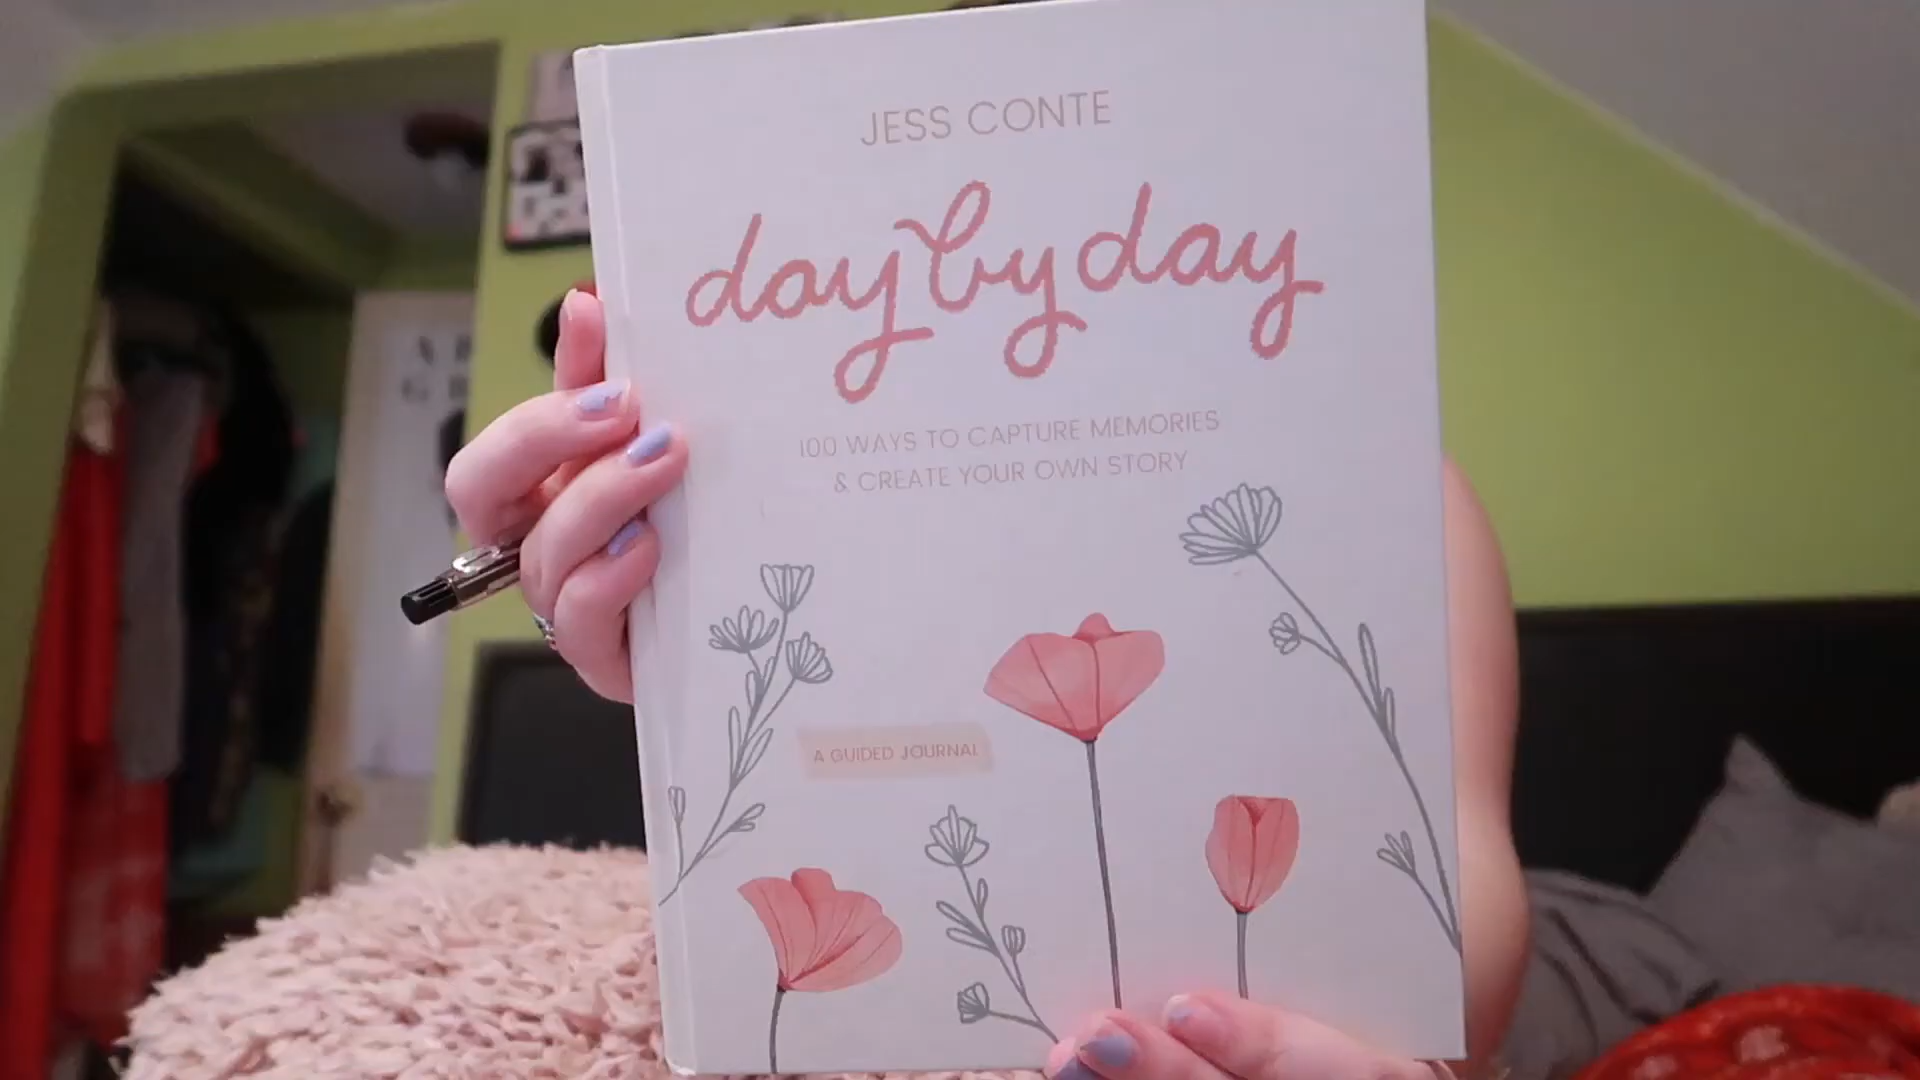 JESS CONTE
day by day
100 WAYS TO CAPTURE MEMORIES
& CREATE YOUR OWN STORY
A GUIDED JOURNAL